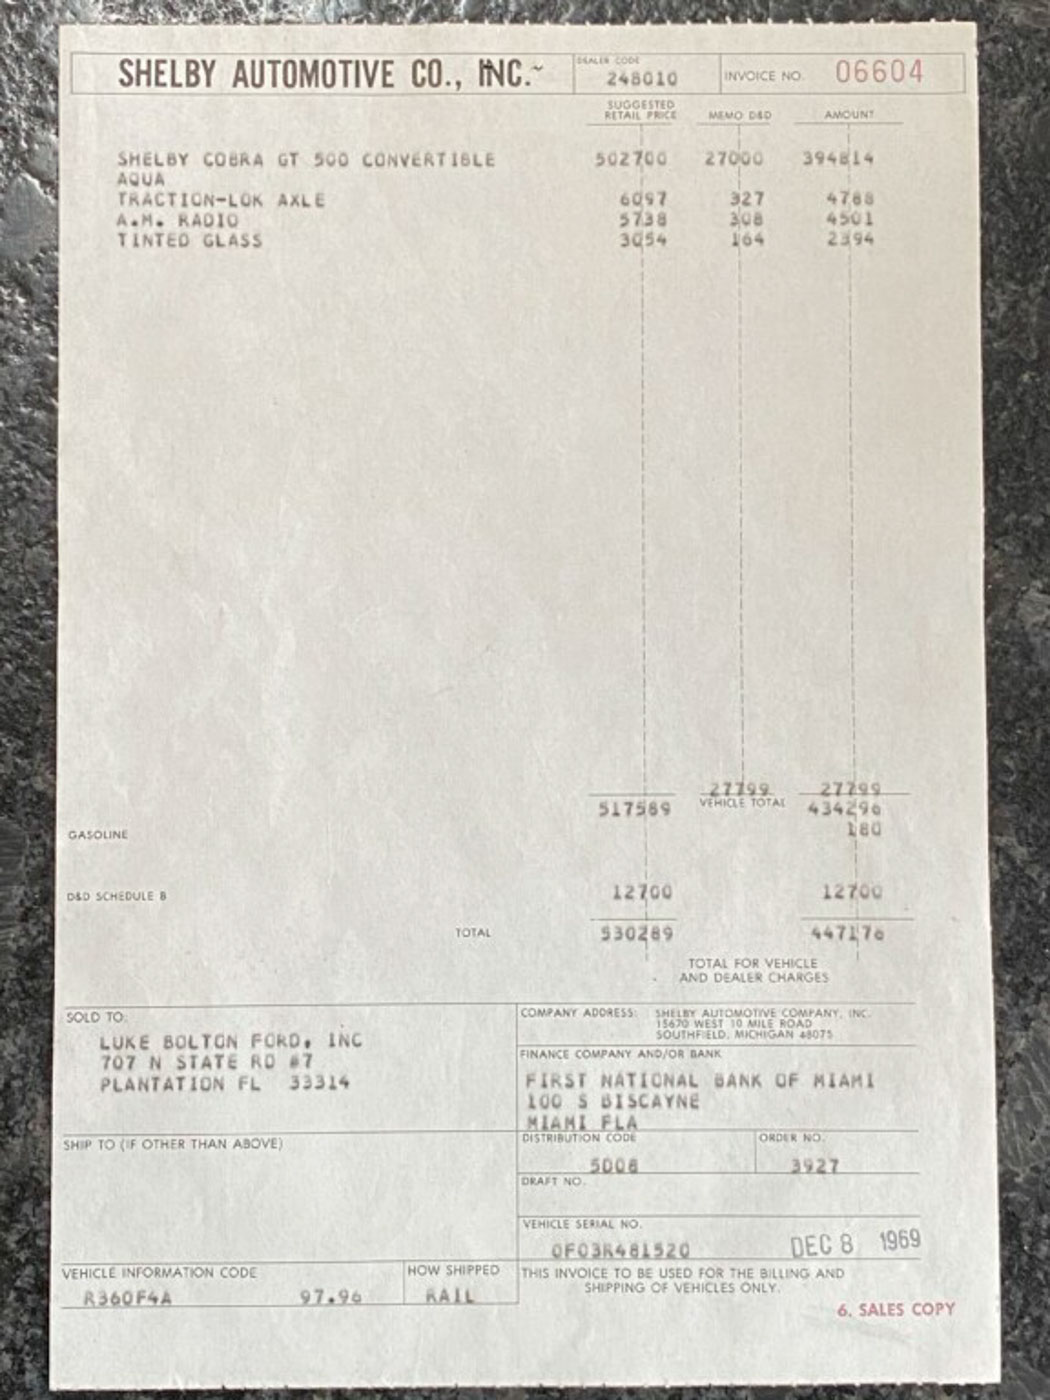 SHELBY AUTOMOTIVE CO., INC. DEALER CODE 248010 INVOICE NO. 06604
SUGGESTED RETAIL PRICE MEMO D&D AMOUNT
SHELBY COBRA GT 500 CONVERTIBLE 502700 27000 394814
AQUA
TRACTION-LOK AXLE 6097 327 4788
A.M. RADIO 5738 308 4501
TINTED GLASS 3054 164 2394
27799 27799
517589 VEHICLE TOTAL 434296
GASOLINE 180
D&D SCHEDULE B 12700 12700
TOTAL 530289 447176
TOTAL FOR VEHICLE
AND DEALER CHARGES
SOLD TO:
LUKE BOLTON FORD, INC
707 N STATE RD #7
PLANTATION FL 33314
COMPANY ADDRESS: SHELBY AUTOMOTIVE COMPANY, INC.
15670 WEST 10 MILE ROAD
SOUTHFIELD, MICHIGAN 48075
FINANCE COMPANY AND/OR BANK
FIRST NATIONAL BANK OF MIAMI
100 S BISCAYNE
MIAMI FLA
SHIP TO (IF OTHER THAN ABOVE)
DISTRIBUTION CODE ORDER NO.
5D08 3927
DRAFT NO.
VEHICLE SERIAL NO.
0F03R481520 DEC 8 1969
VEHICLE INFORMATION CODE HOW SHIPPED
R360F4A 97.96 RAIL
THIS INVOICE TO BE USED FOR THE BILLING AND
SHIPPING OF VEHICLES ONLY.
6. SALES COPY